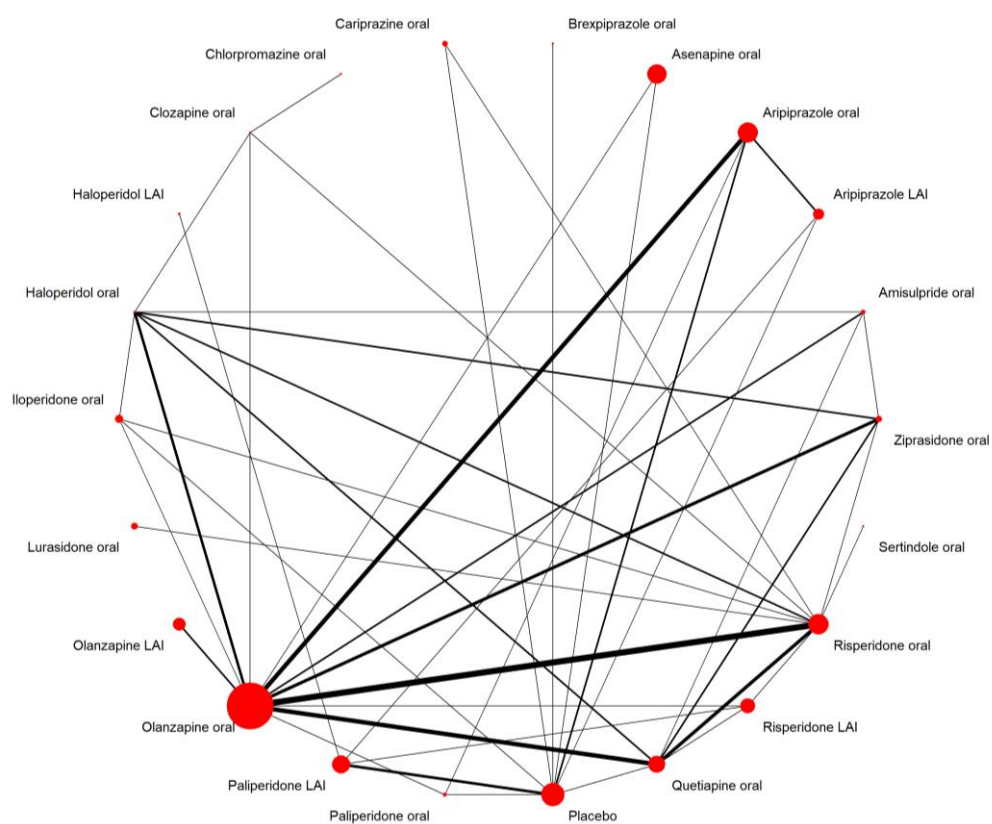 Cariprazine oral
Brexpiprazole oral
Chlorpromazine oral
Asenapine oral
Clozapine oral
Aripiprazole oral
Haloperidol LAI
Aripiprazole LAI
Haloperidol oral
Amisulpride oral
Iloperidone oral
Ziprasidone oral
Lurasidone oral
Sertindole oral
Olanzapine LAI
Risperidone oral
Olanzapine oral
Risperidone LAI
Paliperidone LAI
Quetiapine oral
Paliperidone oral
Placebo